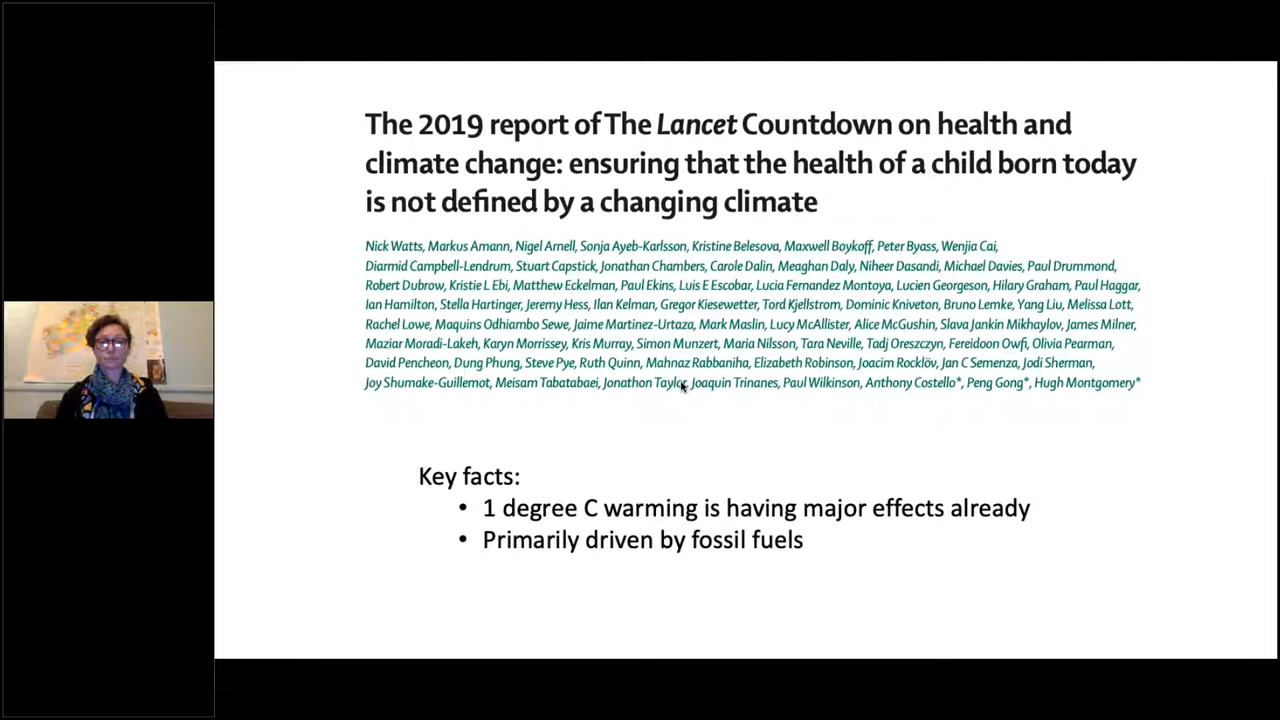 The 2019 report of The Lancet Countdown on health and
climate change: ensuring that the health of a child born today
is not defined by a changing climate
Nick Watts, Markus Amann, Nigel Arnell, Sonja Ayeb-Karlsson, Kristine Belesova, Maxwell Boykoff, Peter Byass, Wenjia Cai,
Diarmid Campbell-Lendrum, Stuart Capstick, Jonathan Chambers, Carole Dalin, Meaghan Daly, Niheer Dasandi, Michael Davies, Paul Drummond,
Robert Dubrow, Kristie L Ebi, Matthew Eckelman, Paul Ekins, Luis E Escobar, Lucia Fernandez Montoya, Lucien Georgeson, Hilary Graham, Paul Haggar,
Ian Hamilton, Stella Hartinger, Jeremy Hess, Ilan Kelman, Gregor Kiesewetter, Tord Kjellstrom, Dominic Kniveton, Bruno Lemke, Yang Liu, Melissa Lott,
Rachel Lowe, Maquins Odhiambo Sewe, Jaime Martinez-Urtaza, Mark Maslin, Lucy McAllister, Alice McGushin, Slava Jankin Mikhaylov, James Milner,
Maziar Moradi-Lakeh, Karyn Morrissey, Kris Murray, Simon Munzert, Maria Nilsson, Tara Neville, Tadj Oreszczyn, Fereidoon Owfi, Olivia Pearman,
David Pencheon, Dung Phung, Steve Pye, Ruth Quinn, Mahnaz Rabbaniha, Elizabeth Robinson, Joacim Rocklöv, Jan C Semenza, Jodi Sherman,
Joy Shumake-Guillemot, Meisam Tabatabaei, Jonathon Taylor, Joaquin Trinanes, Paul Wilkinson, Anthony Costello*, Peng Gong*, Hugh Montgomery*
Key facts:
• 1 degree C warming is having major effects already
• Primarily driven by fossil fuels